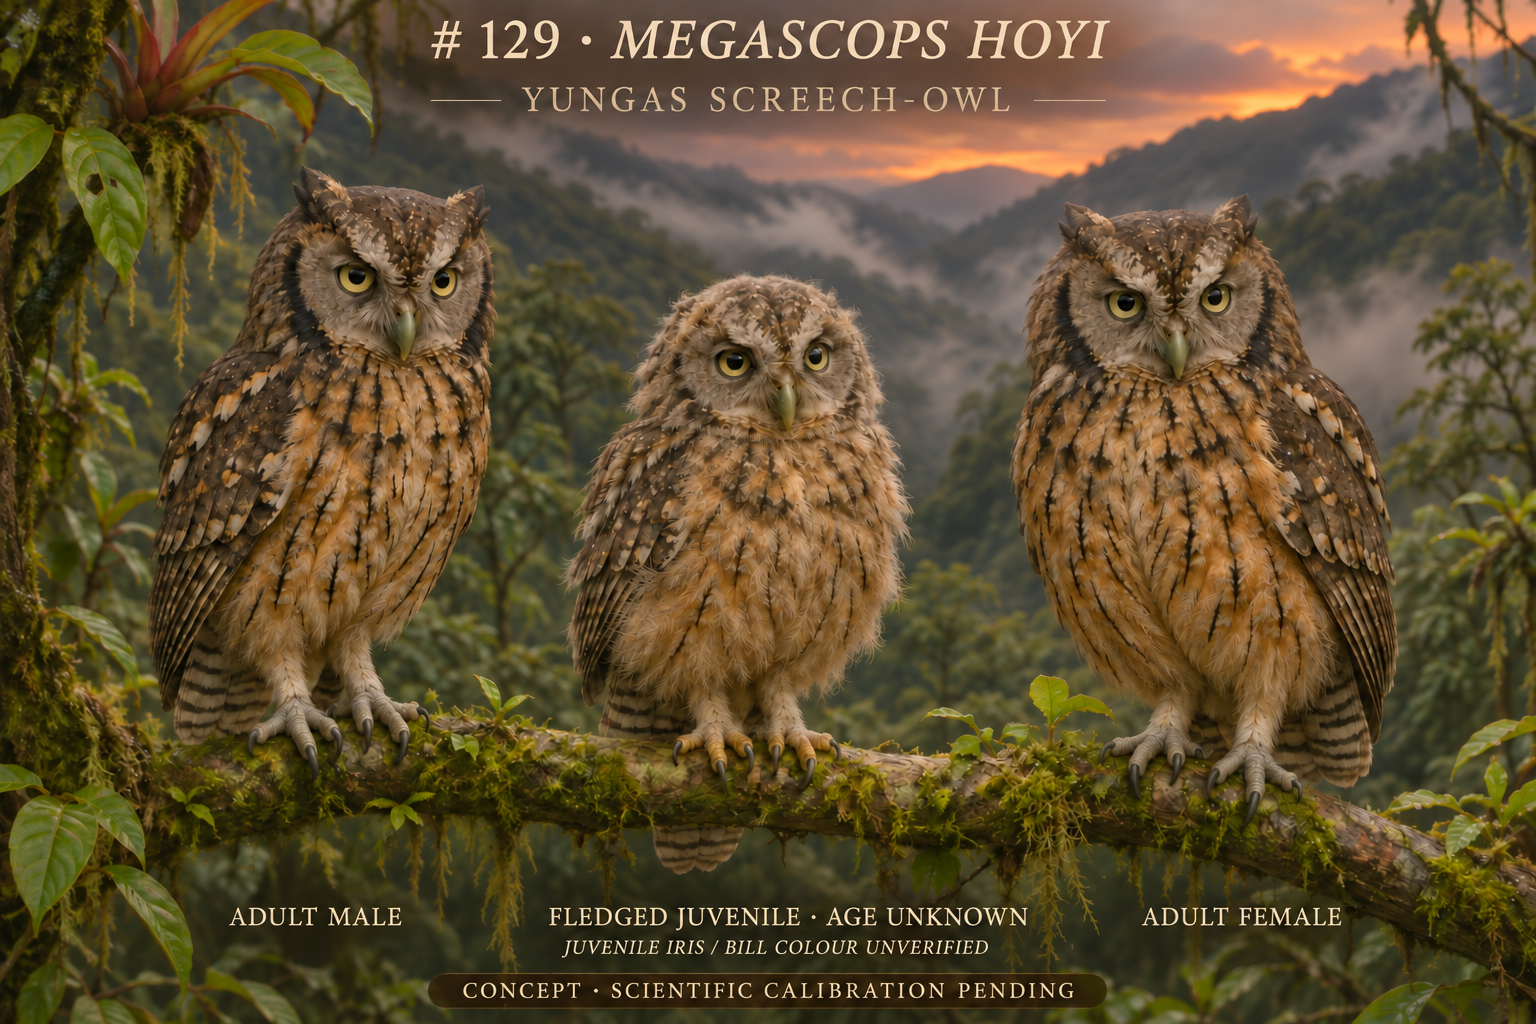 # 129 · MEGASCOPS HOYI
YUNGAS SCREECH-OWL
ADULT MALE
FLEDGED JUVENILE · AGE UNKNOWN
JUVENILE IRIS / BILL COLOUR UNVERIFIED
ADULT FEMALE
CONCEPT · SCIENTIFIC CALIBRATION PENDING